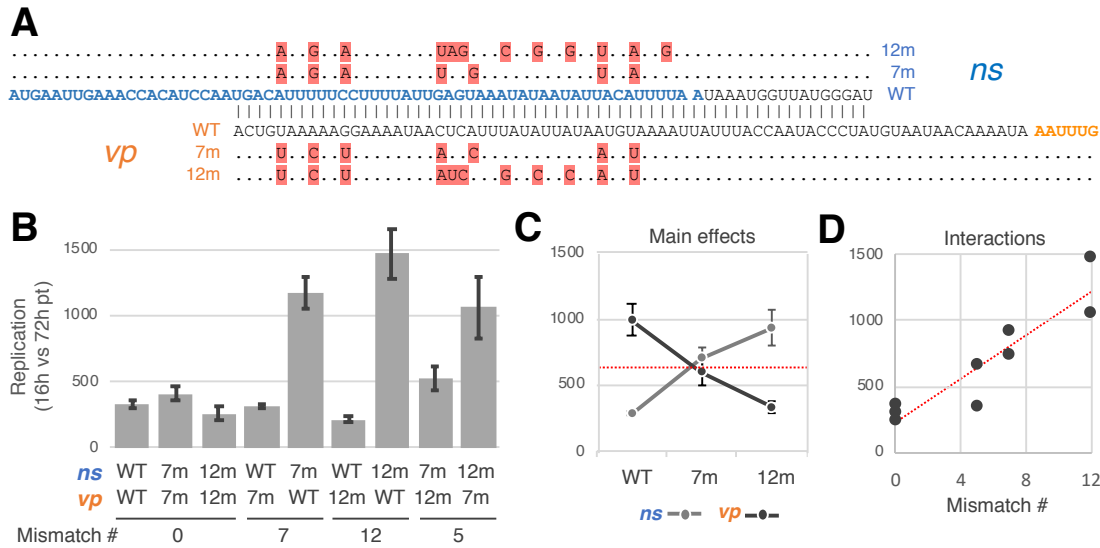 A
.........................A..G..A........UAG...C..G..G..U..A..G................... 12m
.........................A..G..A........U..G...........U..A...................... 7m
ns
AUGAAUUGAAACCACAUCCAAUGACAUUUUUCCUUUUAUUGAGUAAAUAUAAUAUUACAUUUUA AUAAAUGGUUAUGGGAU WT
WT ACUGUAAAAAGGAAAAUAACUCAUUUAUAUUAUAAUGUAAAAUUAUUUACCAAUACCCUAUGUAAUAACAAAAUA AAUUUG
vp
7m ....U..C..U........A..C...........A..U..........................................
12m ....U..C..U........AUC...G..C..C..A..U..........................................
B
Replication
(16h vs 72h pt)
1500
1000
500
0
ns WT 7m 12m WT 7m WT 12m 7m 12m
vp WT 7m 12m 7m WT 12m WT 12m 7m
Mismatch # 0 7 12 5
C
Main effects
1500
1000
500
0
WT 7m 12m
ns vp
D
Interactions
1500
1000
500
0
0 4 8 12
Mismatch #